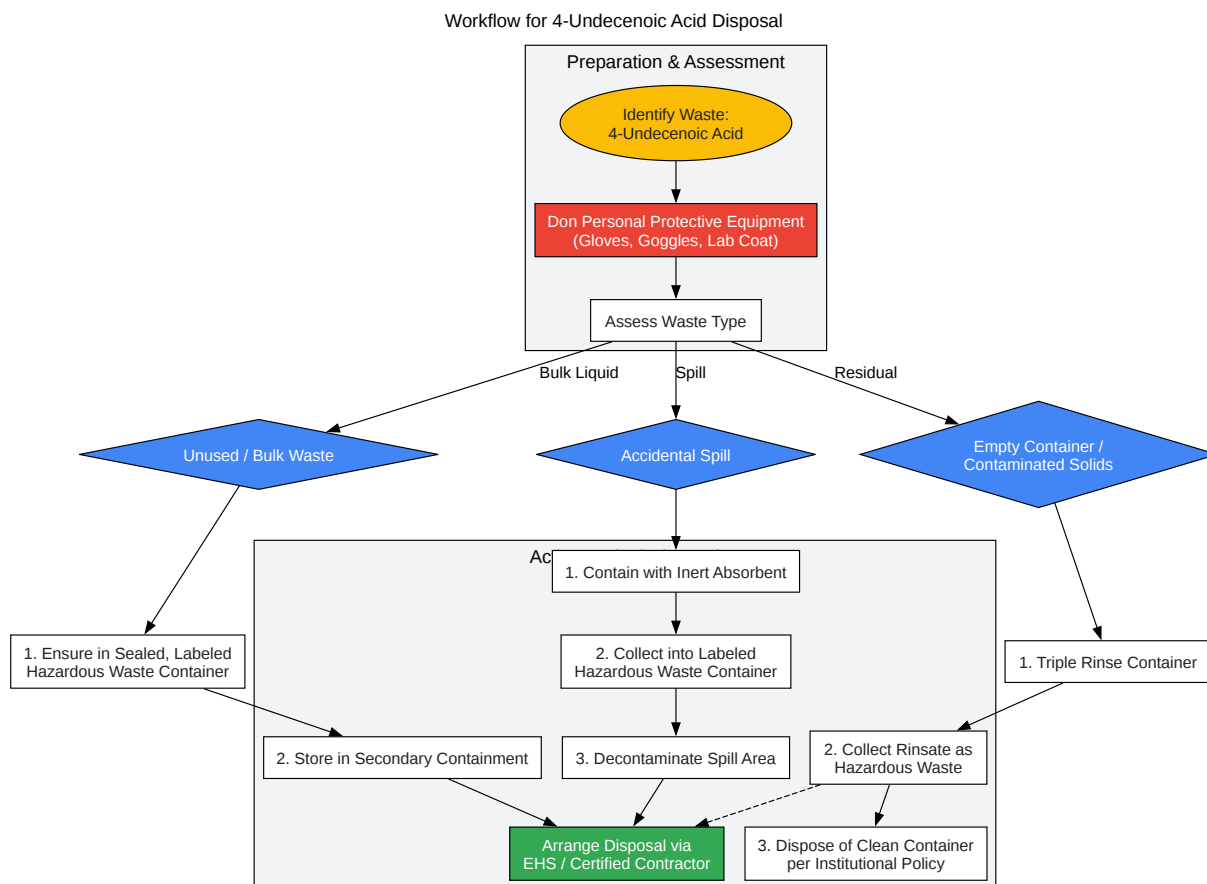 Workflow for 4-Undecenoic Acid Disposal
Preparation & Assessment
Identify Waste:
4-Undecenoic Acid
Don Personal Protective Equipment
(Gloves, Goggles, Lab Coat)
Assess Waste Type
Bulk Liquid
Spill
Residual
Unused / Bulk Waste
Accidental Spill
Empty Container /
Contaminated Solids
1. Contain with Inert Absorbent
1. Ensure in Sealed, Labeled
Hazardous Waste Container
2. Collect into Labeled
Hazardous Waste Container
1. Triple Rinse Container
2. Store in Secondary Containment
3. Decontaminate Spill Area
2. Collect Rinsate as
Hazardous Waste
Arrange Disposal via
EHS / Certified Contractor
3. Dispose of Clean Container
per Institutional Policy